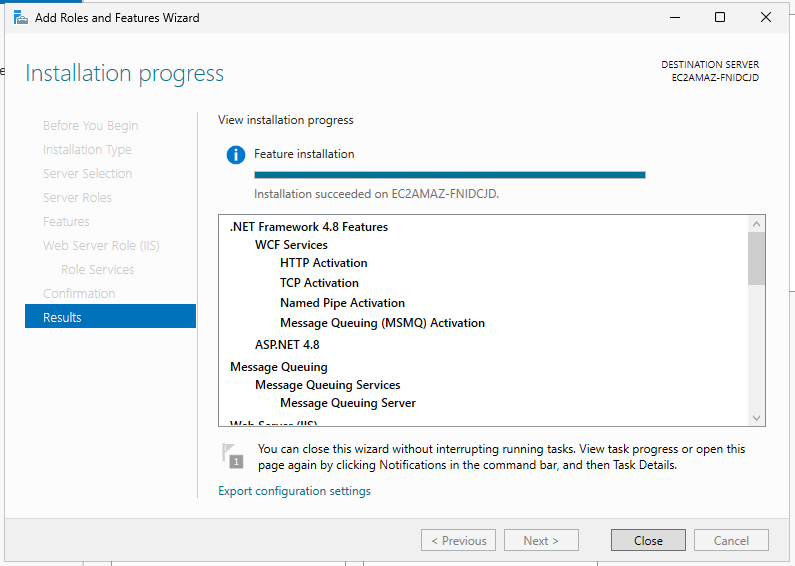 Add Roles and Features Wizard
Installation progress
DESTINATION SERVER
EC2AMAZ-FNIDCJD
Before You Begin
Installation Type
Server Selection
Server Roles
Features
Web Server Role (IIS)
Role Services
Confirmation
Results
View installation progress
Feature installation
Installation succeeded on EC2AMAZ-FNIDCJD.
.NET Framework 4.8 Features
WCF Services
HTTP Activation
TCP Activation
Named Pipe Activation
Message Queuing (MSMQ) Activation
ASP.NET 4.8
Message Queuing
Message Queuing Services
Message Queuing Server
Web Server (IIS)
1
You can close this wizard without interrupting running tasks. View task progress or open this
page again by clicking Notifications in the command bar, and then Task Details.
Export configuration settings
< Previous
Next >
Close
Cancel